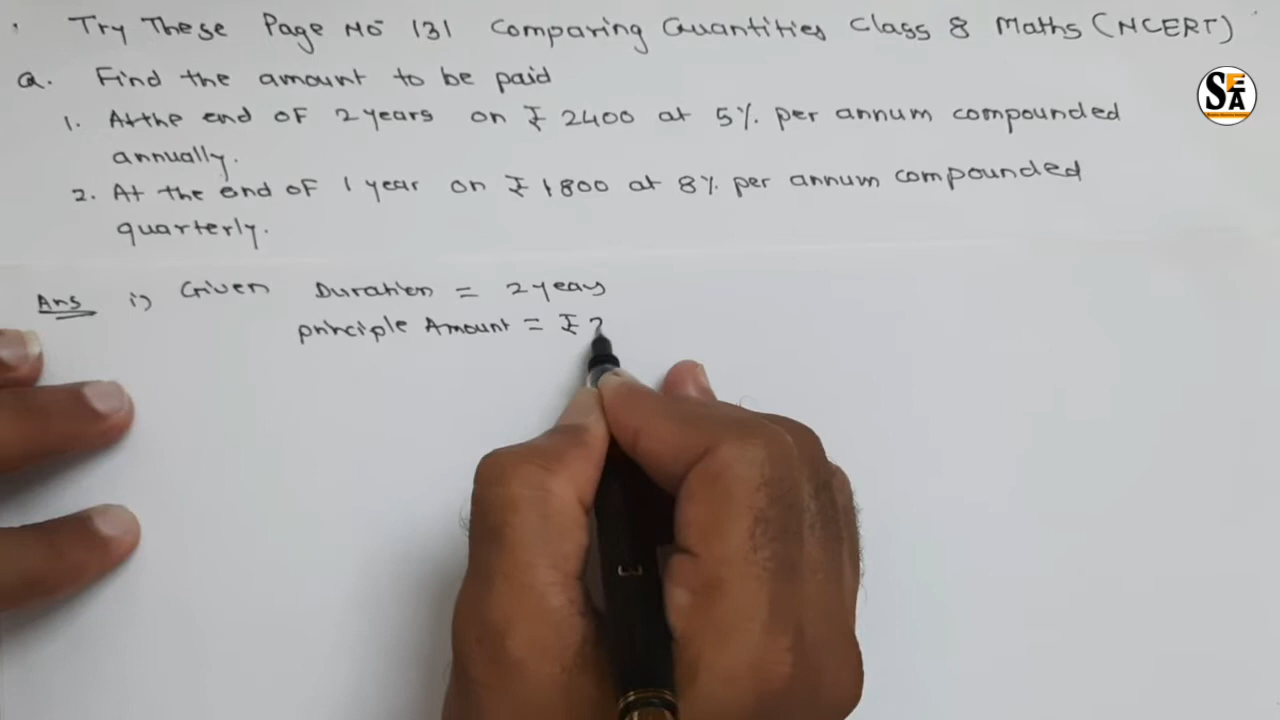 Try These Page No 131 Comparing Quantities Class 8 Maths (NCERT)
Q. Find the amount to be paid
1. At the end of 2 years on ₹ 2400 at 5% per annum compounded
annually.
2. At the end of 1 year on ₹ 1800 at 8% per annum compounded
quarterly.
Ans i) Given Duration = 2 years
principle Amount = ₹ 2
SFA